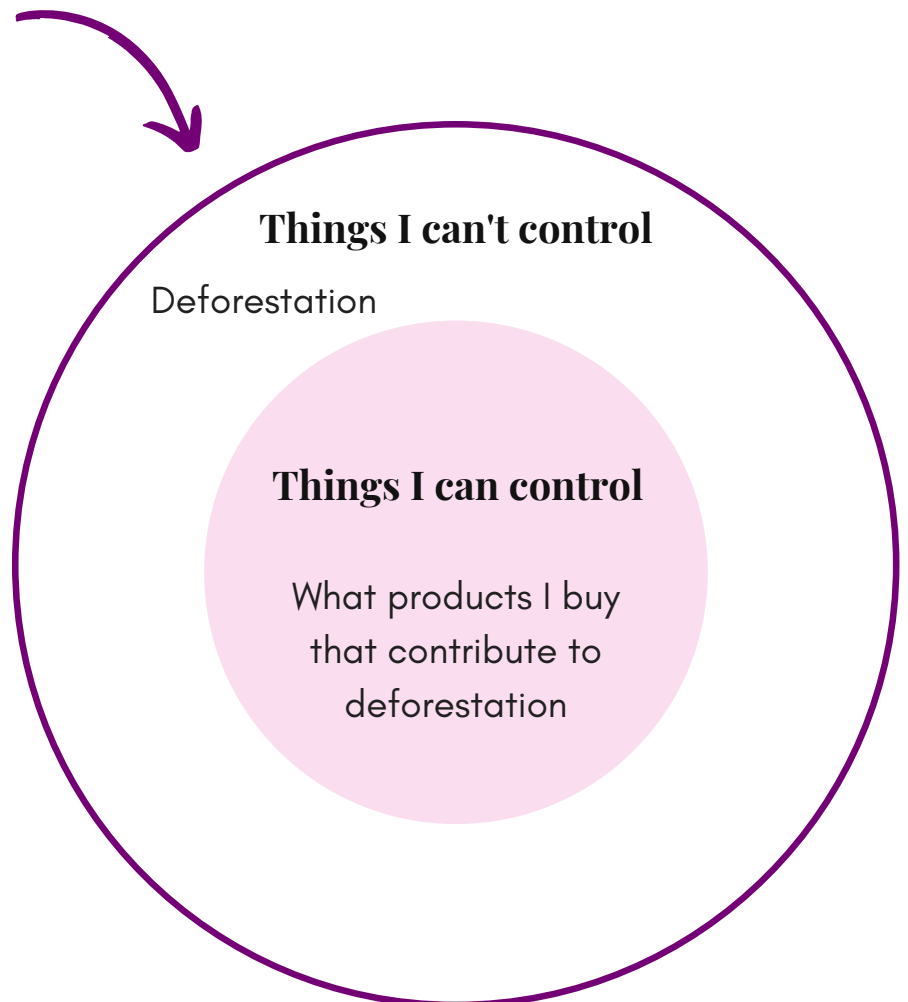 Things I can't control
Deforestation
Things I can control
What products I buy
that contribute to
deforestation